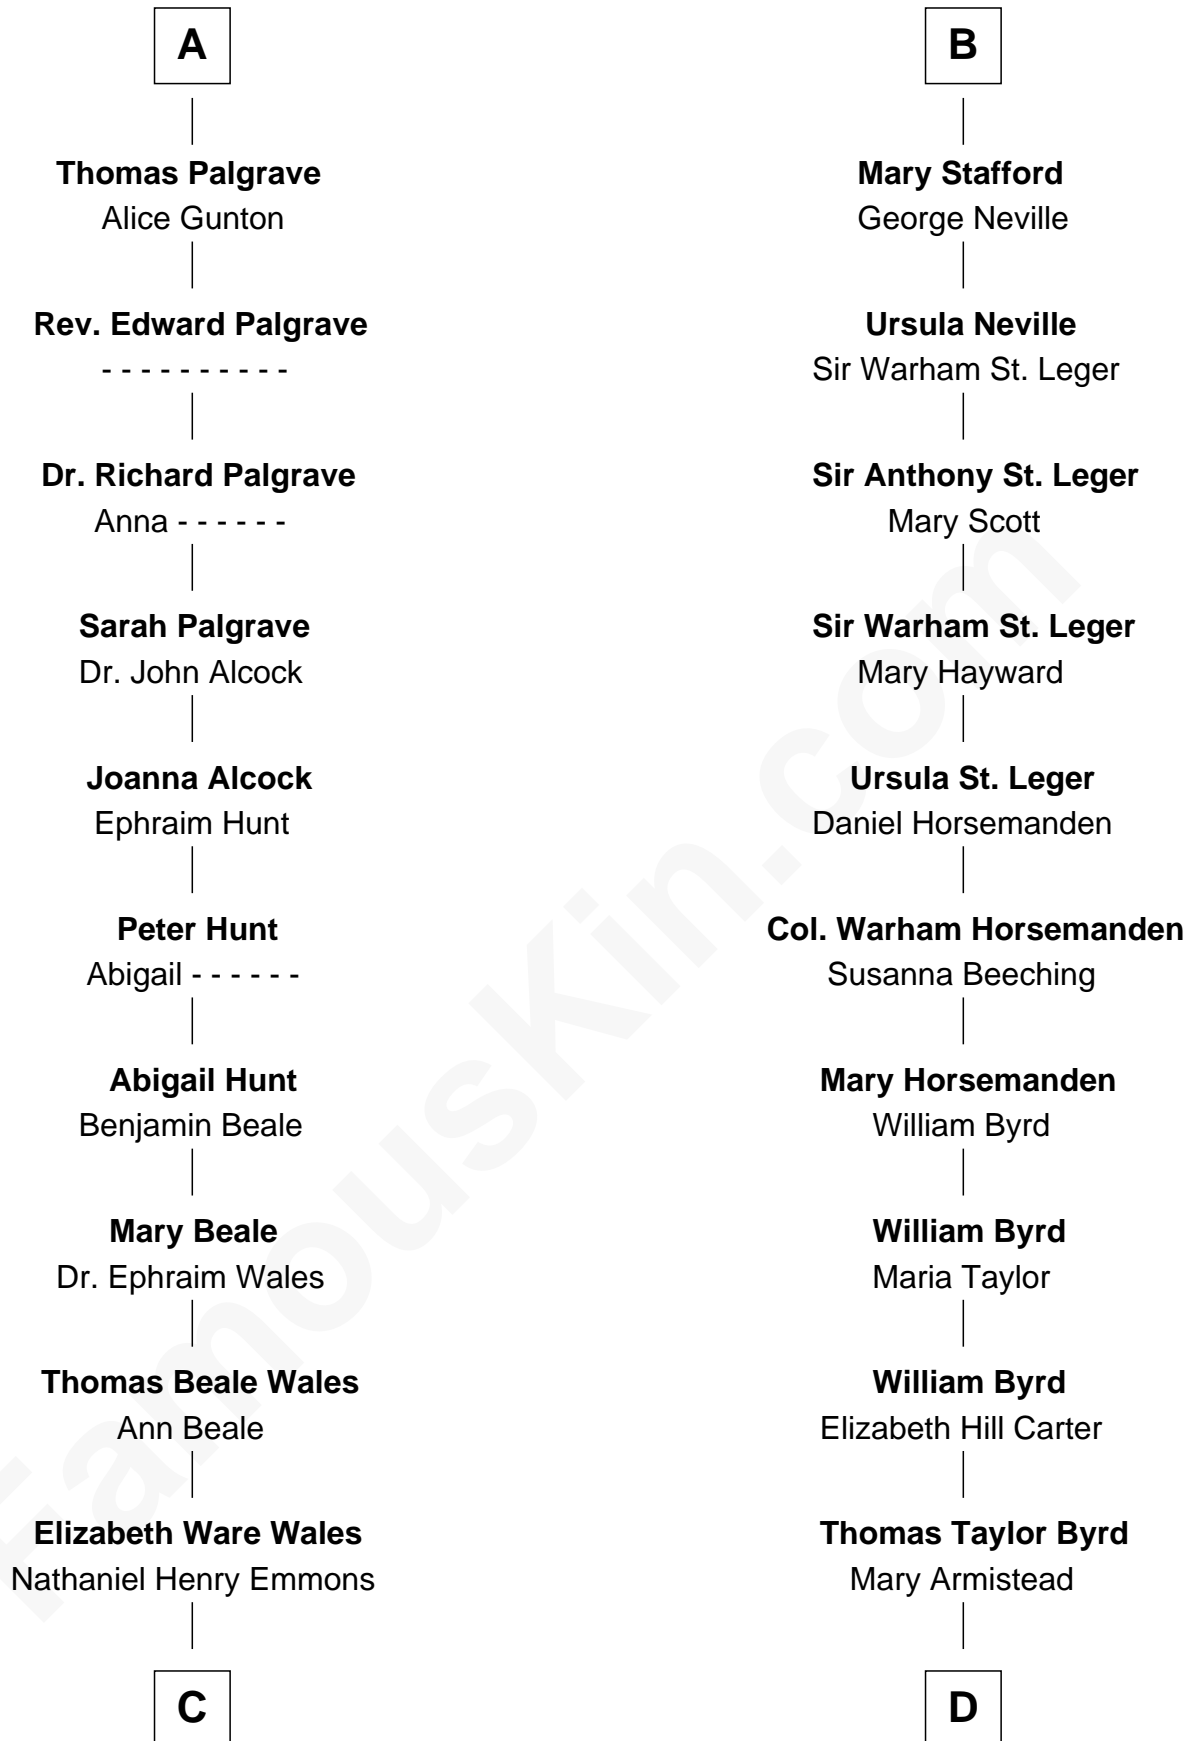 A
Thomas Palgrave
Alice Gunton
Rev. Edward Palgrave
- - - - - - - - - -
Dr. Richard Palgrave
Anna - - - - - -
Sarah Palgrave
Dr. John Alcock
Joanna Alcock
Ephraim Hunt
Peter Hunt
Abigail - - - - - -
Abigail Hunt
Benjamin Beale
Mary Beale
Dr. Ephraim Wales
Thomas Beale Wales
Ann Beale
Elizabeth Ware Wales
Nathaniel Henry Emmons
C
B
Mary Stafford
George Neville
Ursula Neville
Sir Warham St. Leger
Sir Anthony St. Leger
Mary Scott
Sir Warham St. Leger
Mary Hayward
Ursula St. Leger
Daniel Horsemanden
Col. Warham Horsemanden
Susanna Beeching
Mary Horsemanden
William Byrd
William Byrd
Maria Taylor
William Byrd
Elizabeth Hill Carter
Thomas Taylor Byrd
Mary Armistead
D
FamousKin.com